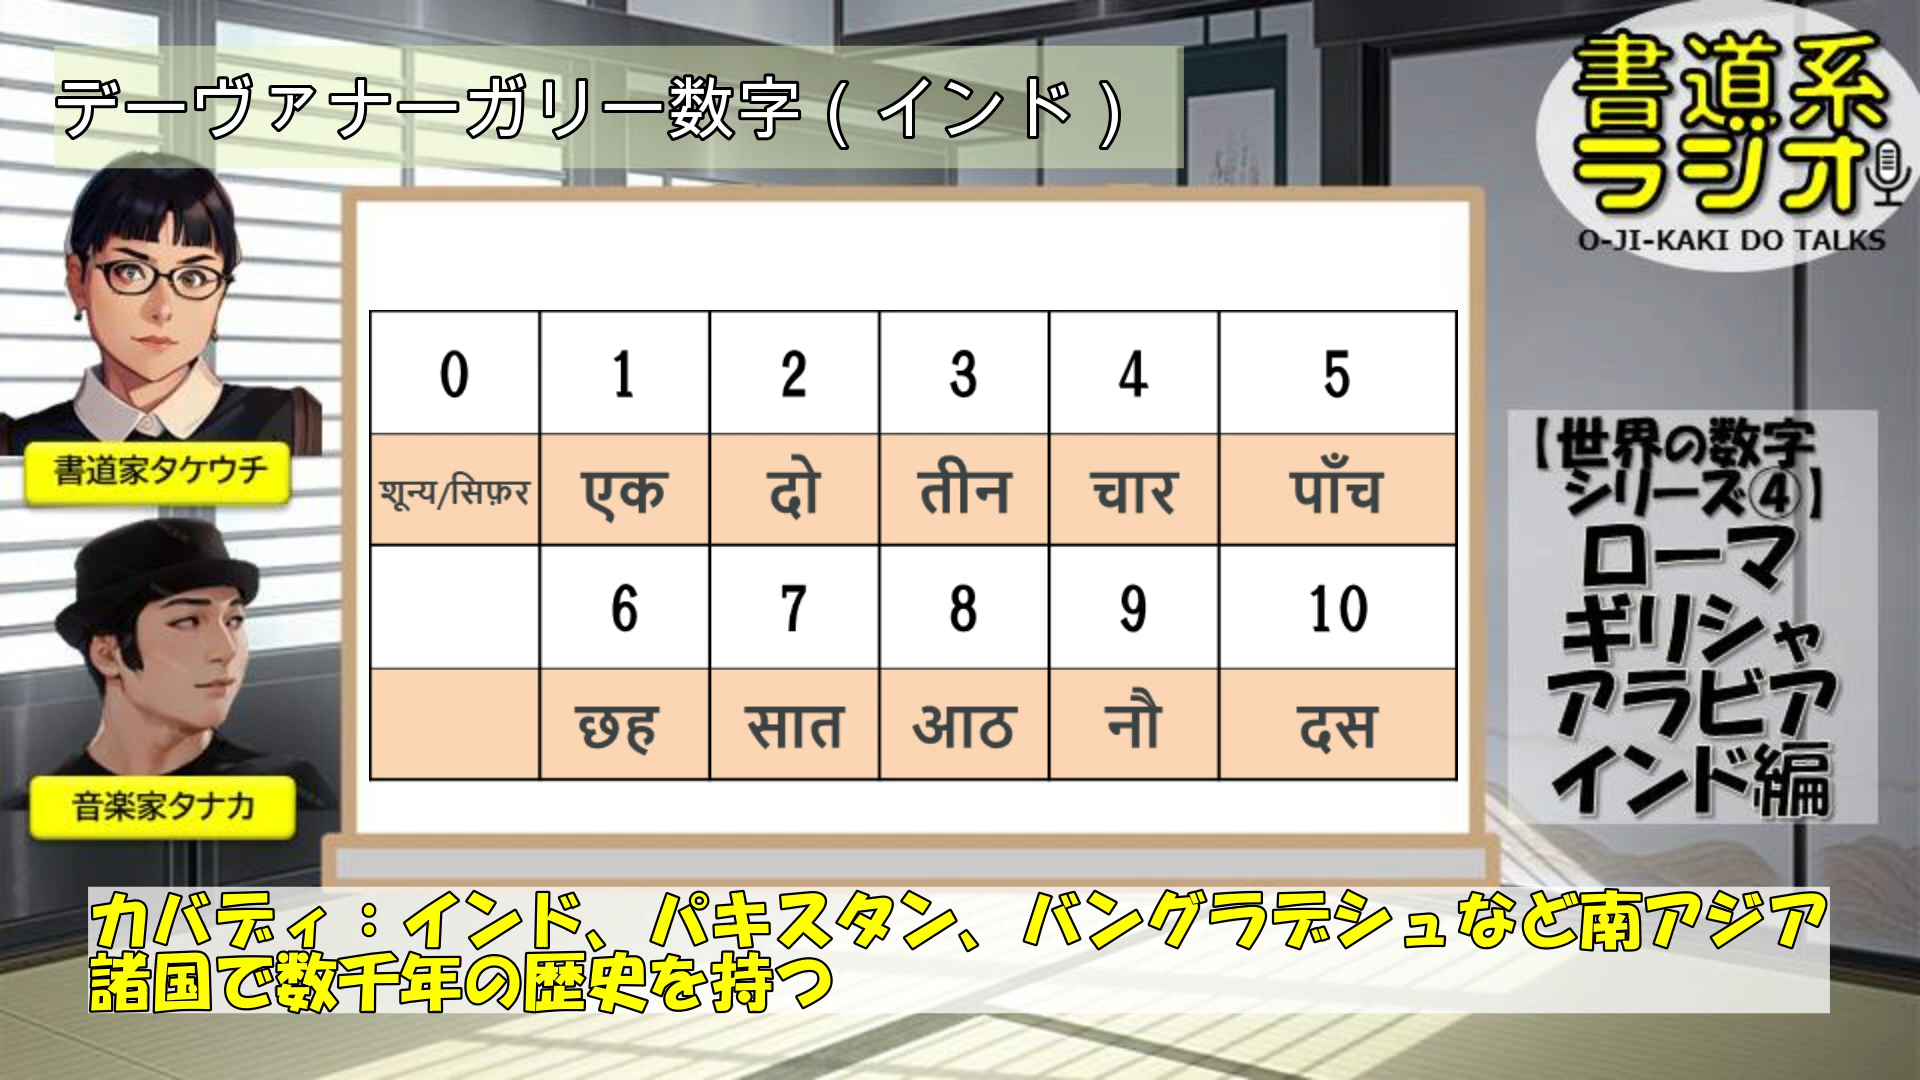 デーヴァナーガリー数字(インド)
書道系
ラジオ
O-JI-KAKI DO TALKS
書道家タケウチ
音楽家タナカ
0 1 2 3 4 5
शून्य/सिफ़र एक दो तीन चार पाँच
6 7 8 9 10
छह सात आठ नौ दस
【世界の数字
シリーズ④】
ローマ
ギリシャ
アラビア
インド編
カバディ:インド、パキスタン、バングラデシュなど南アジア
諸国で数千年の歴史を持つ